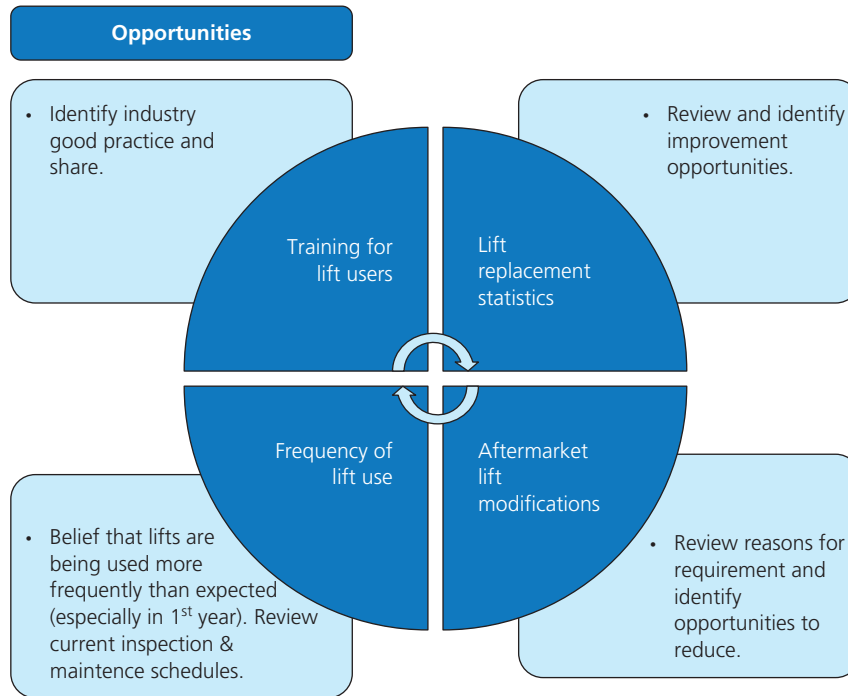 Opportunities
• Identify industry
good practice and
share.
• Review and identify
improvement
opportunities.
Training for
lift users
Lift
replacement
statistics
Frequency of
lift use
Aftermarket
lift
modifications
• Belief that lifts are
being used more
frequently than expected
(especially in 1st year). Review
current inspection &
maintence schedules.
• Review reasons for
requirement and
identify
opportunities to
reduce.